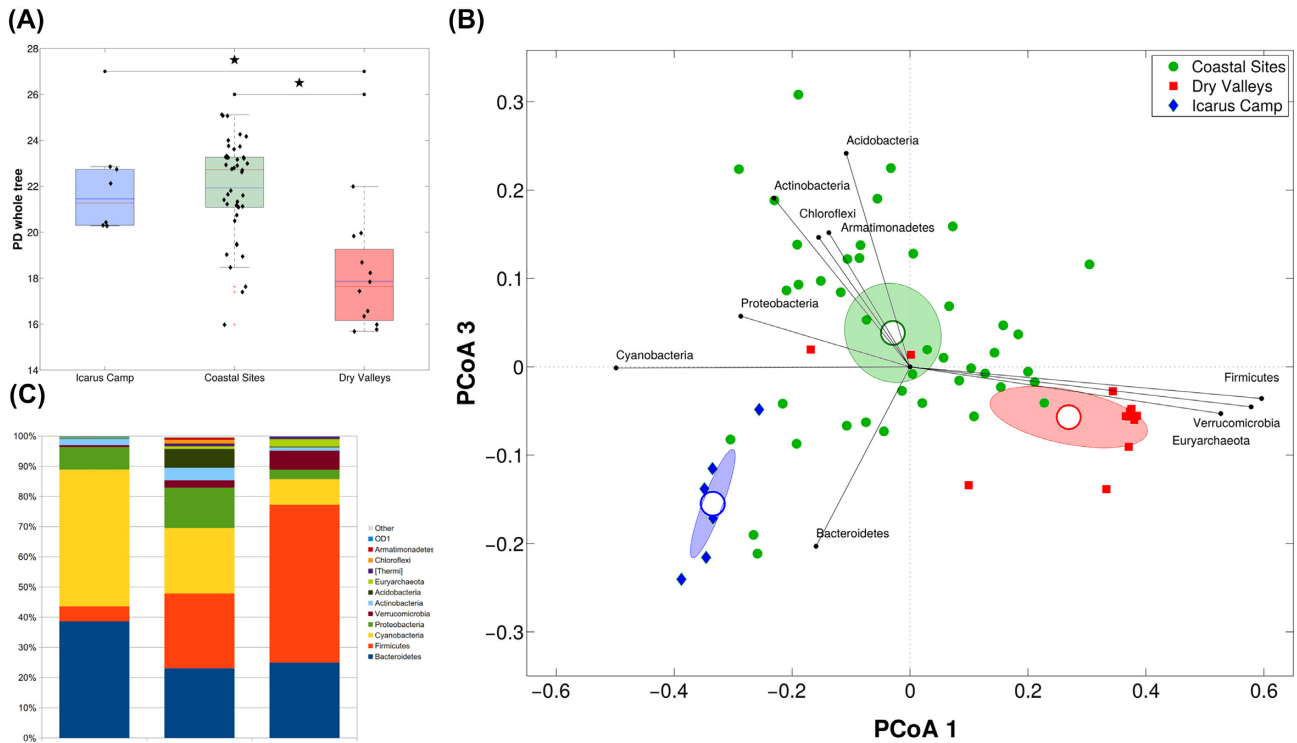 (A)
28
26
24
22
20
18
16
14
PD whole tree
★
★
Icarus Camp
Coastal Sites
Dry Valleys
(B)
Coastal Sites
Dry Valleys
Icarus Camp
0.3
0.2
0.1
0
−0.1
−0.2
−0.3
PCoA 3
Acidobacteria
Actinobacteria
Chloroflexi
Armatimonadetes
Proteobacteria
Cyanobacteria
Firmicutes
Verrucomicrobia
Euryarchaeota
Bacteroidetes
−0.6
−0.4
−0.2
0
0.2
0.4
0.6
PCoA 1
(C)
100%
90%
80%
70%
60%
50%
40%
30%
20%
10%
0%
Other
OD1
Armatimonadetes
Chloroflexi
[Thermi]
Euryarchaeota
Acidobacteria
Actinobacteria
Verrucomicrobia
Proteobacteria
Cyanobacteria
Firmicutes
Bacteroidetes